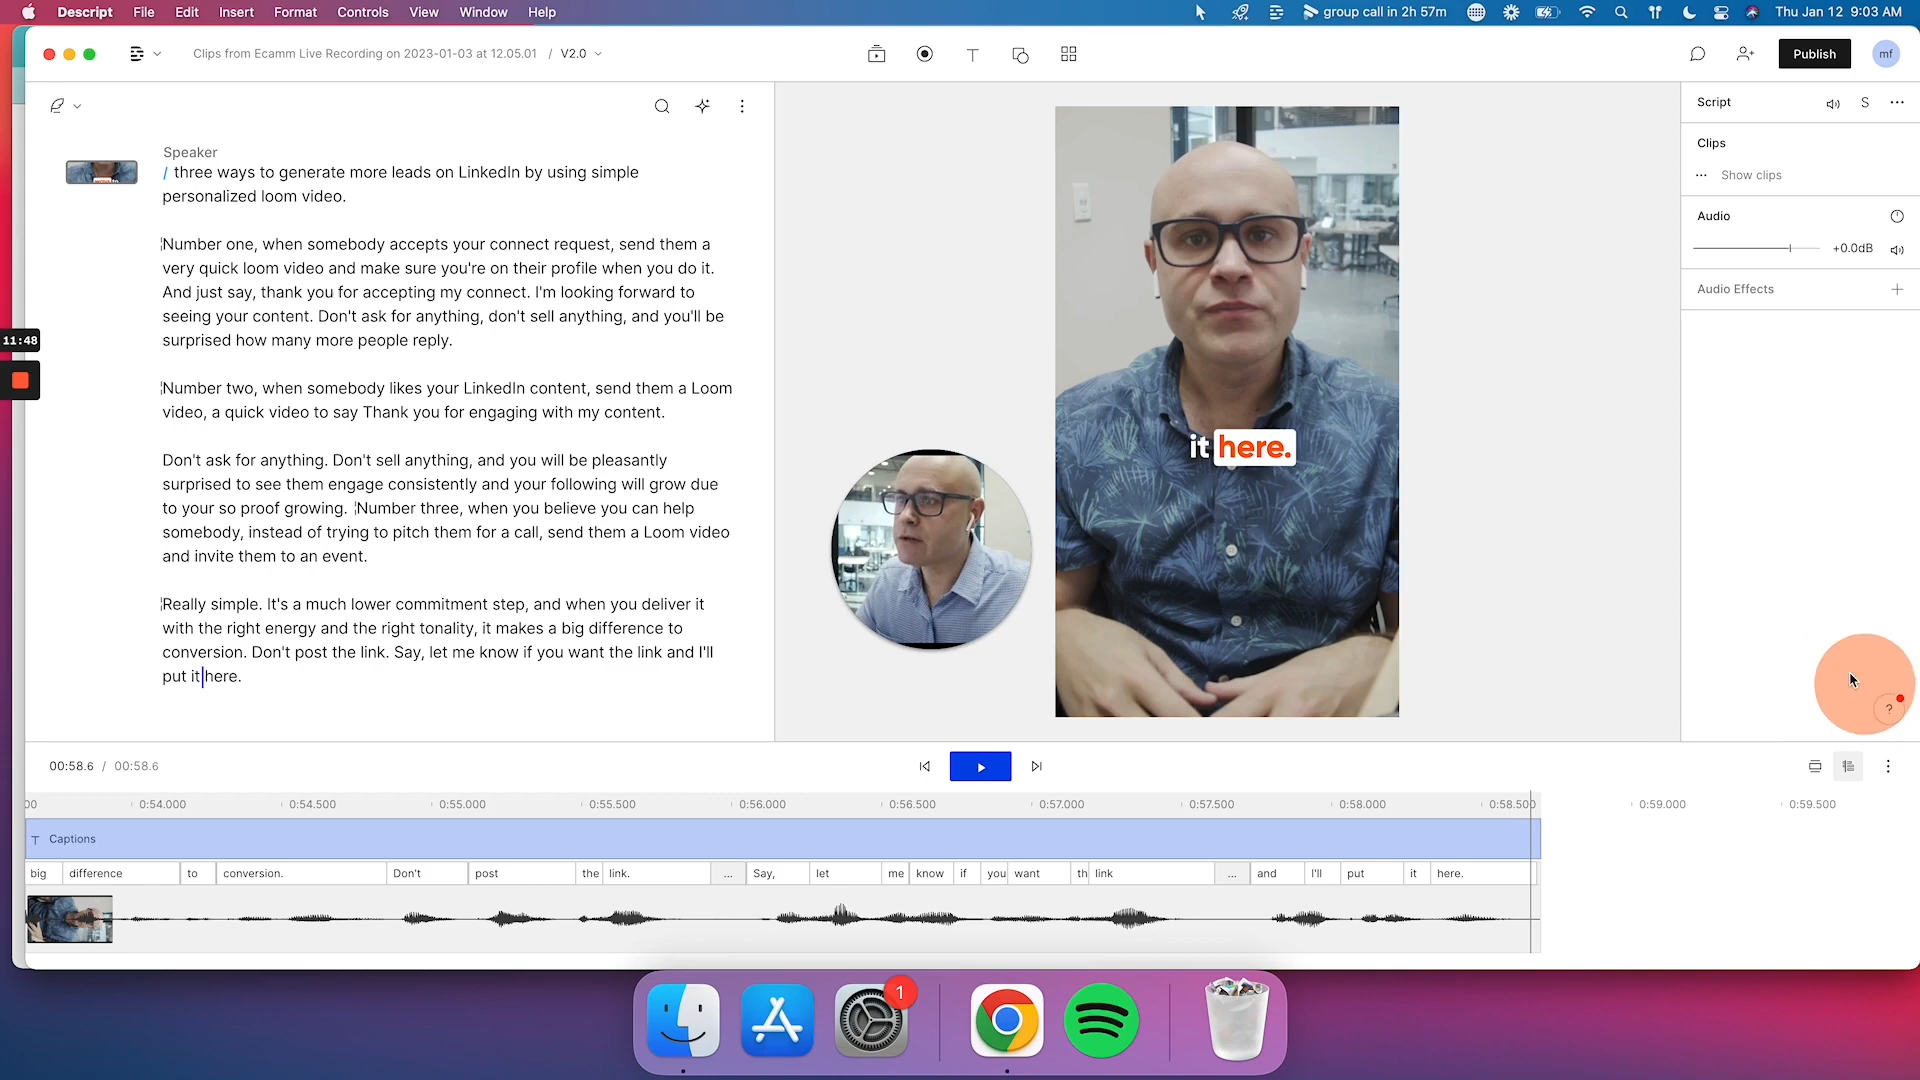 Descript File Edit Insert Format Controls View Window Help
group call in 2h 57m
Thu Jan 12 9:03 AM
Clips from Ecamm Live Recording on 2023-01-03 at 12.05.01 / V2.0
T
Publish
mf
Speaker
/ three ways to generate more leads on LinkedIn by using simple
personalized loom video.
Number one, when somebody accepts your connect request, send them a
very quick loom video and make sure you're on their profile when you do it.
And just say, thank you for accepting my connect. I'm looking forward to
seeing your content. Don't ask for anything, don't sell anything, and you'll be
surprised how many more people reply.
Number two, when somebody likes your LinkedIn content, send them a Loom
video, a quick video to say Thank you for engaging with my content.
Don't ask for anything. Don't sell anything, and you will be pleasantly
surprised to see them engage consistently and your following will grow due
to your so proof growing. Number three, when you believe you can help
somebody, instead of trying to pitch them for a call, send them a Loom video
and invite them to an event.
Really simple. It's a much lower commitment step, and when you deliver it
with the right energy and the right tonality, it makes a big difference to
conversion. Don't post the link. Say, let me know if you want the link and I'll
put it here.
11:48
it here.
Script
S
Clips
Show clips
Audio
+0.0dB
Audio Effects
?
00:58.6 / 00:58.6
00 0:54.000 0:54.500 0:55.000 0:55.500 0:56.000 0:56.500 0:57.000 0:57.500 0:58.000 0:58.500 0:59.000 0:59.500
T Captions
big difference to conversion. Don't post the link. ... Say, let me know if you want th link ... and I'll put it here.
1